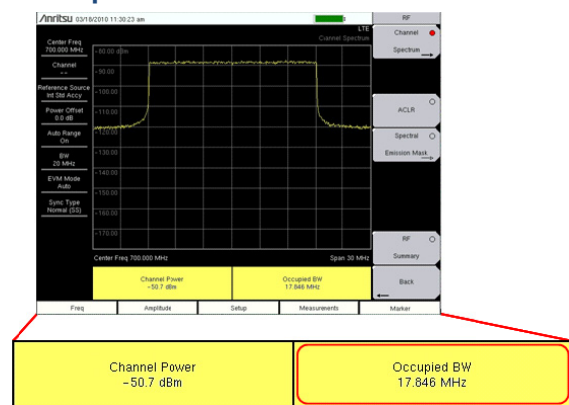 Anritsu 03/16/2010 11:30:23 am
RF
LTE
Channel Spectrum
Center Freq
700.000 MHz
Channel
--
Reference Source
Int Std Accy
Power Offset
0.0 dB
Auto Range
On
BW
20 MHz
EVM Mode
Auto
Sync Type
Normal (SS)
-80.00 dBm
-90.00
-100.00
-110.00
-120.00
-130.00
-140.00
-150.00
-160.00
-170.00
Center Freq 700.000 MHz
Span 30 MHz
Channel Power
-50.7 dBm
Occupied BW
17.846 MHz
Channel
Spectrum
ACLR
Spectral
Emission Mask
RF
Summary
Back
Freq
Amplitude
Setup
Measurements
Marker
Channel Power
-50.7 dBm
Occupied BW
17.846 MHz